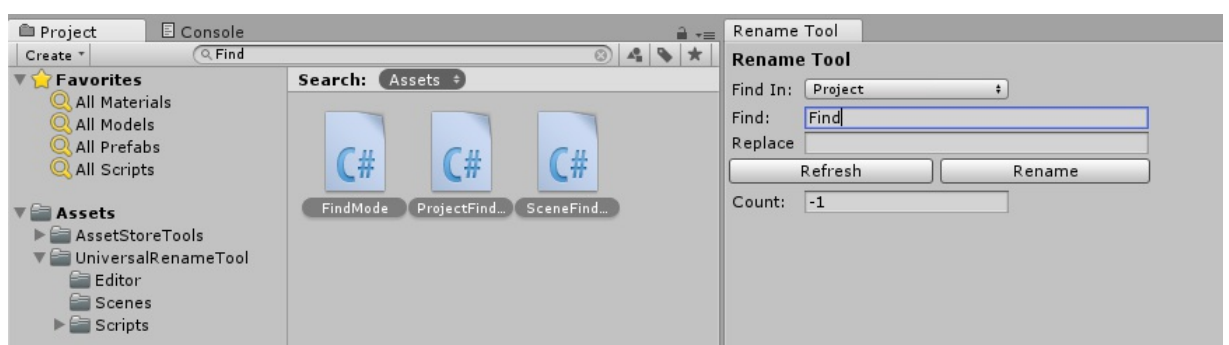 Project
Console
Create
Find
Favorites
All Materials
All Models
All Prefabs
All Scripts
Assets
AssetStoreTools
UniversalRenameTool
Editor
Scenes
Scripts
Search: Assets
C# C# C#
FindMode ProjectFind... SceneFind...
Rename Tool
Rename Tool
Find In: Project
Find: Find
Replace
Refresh Rename
Count: -1